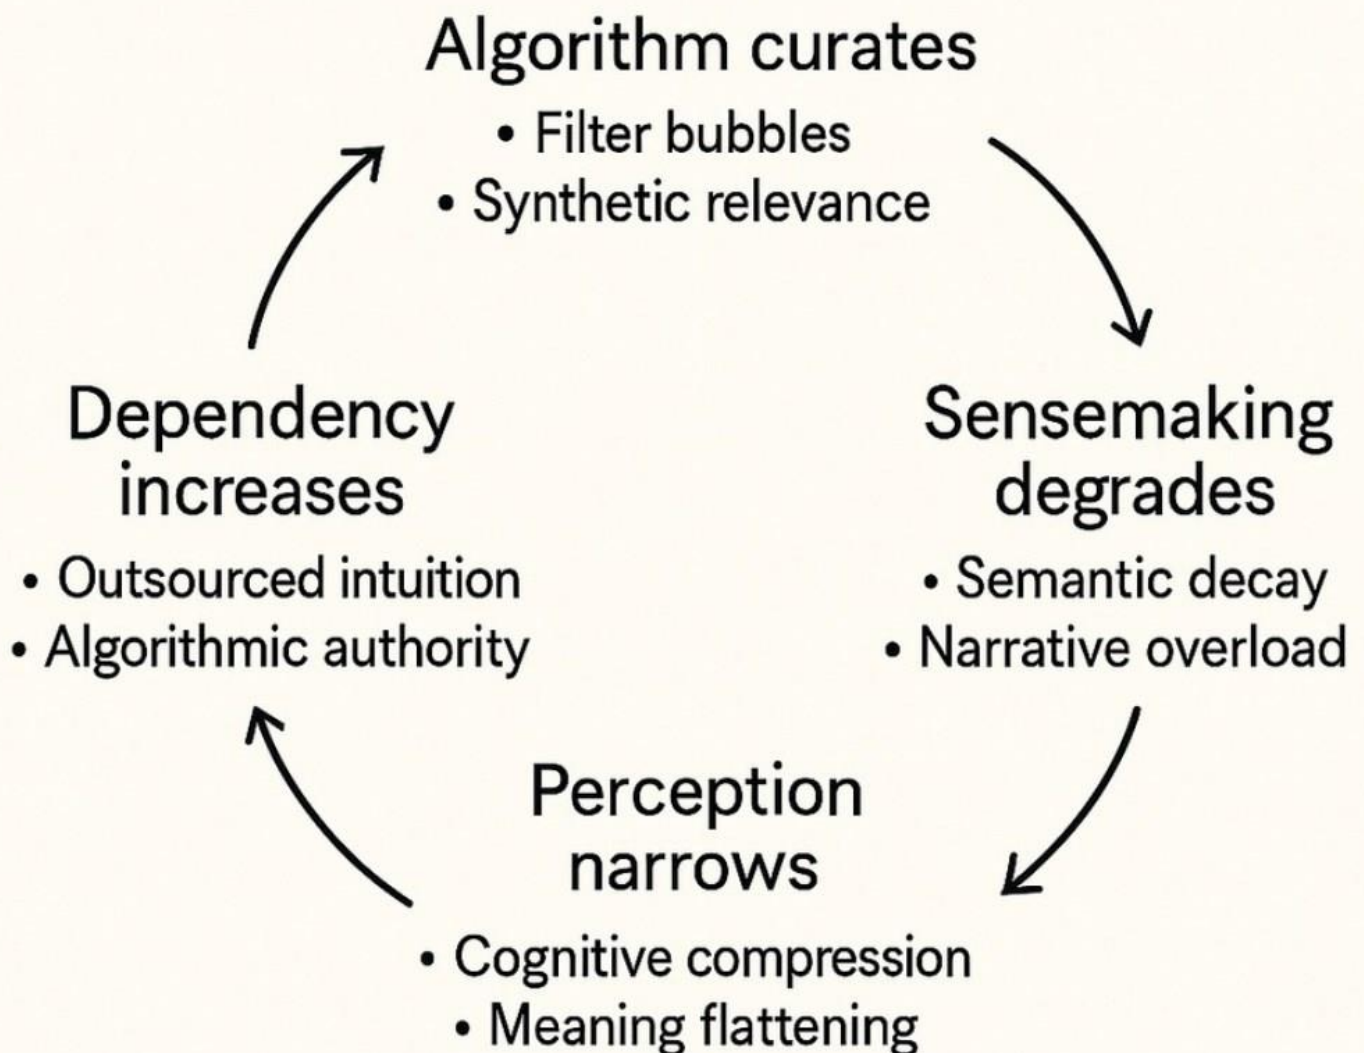 Algorithm curates
• Filter bubbles
• Synthetic relevance
Sensemaking
degrades
• Semantic decay
• Narrative overload
Perception
narrows
• Cognitive compression
• Meaning flattening
Dependency
increases
• Outsourced intuition
• Algorithmic authority